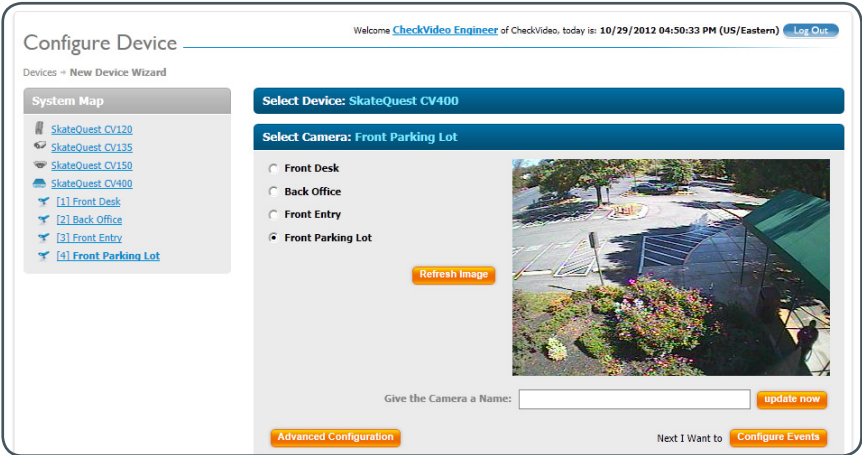 Welcome CheckVideo Engineer of CheckVideo, today is: 10/29/2012 04:50:33 PM (US/Eastern) Log Out
Configure Device
Devices → New Device Wizard
System Map
SkateQuest CV120
SkateQuest CV135
SkateQuest CV150
SkateQuest CV400
[1] Front Desk
[2] Back Office
[3] Front Entry
[4] Front Parking Lot
Select Device: SkateQuest CV400
Select Camera: Front Parking Lot
Front Desk
Back Office
Front Entry
Front Parking Lot
Refresh Image
Give the Camera a Name: update now
Advanced Configuration
Next I Want to Configure Events